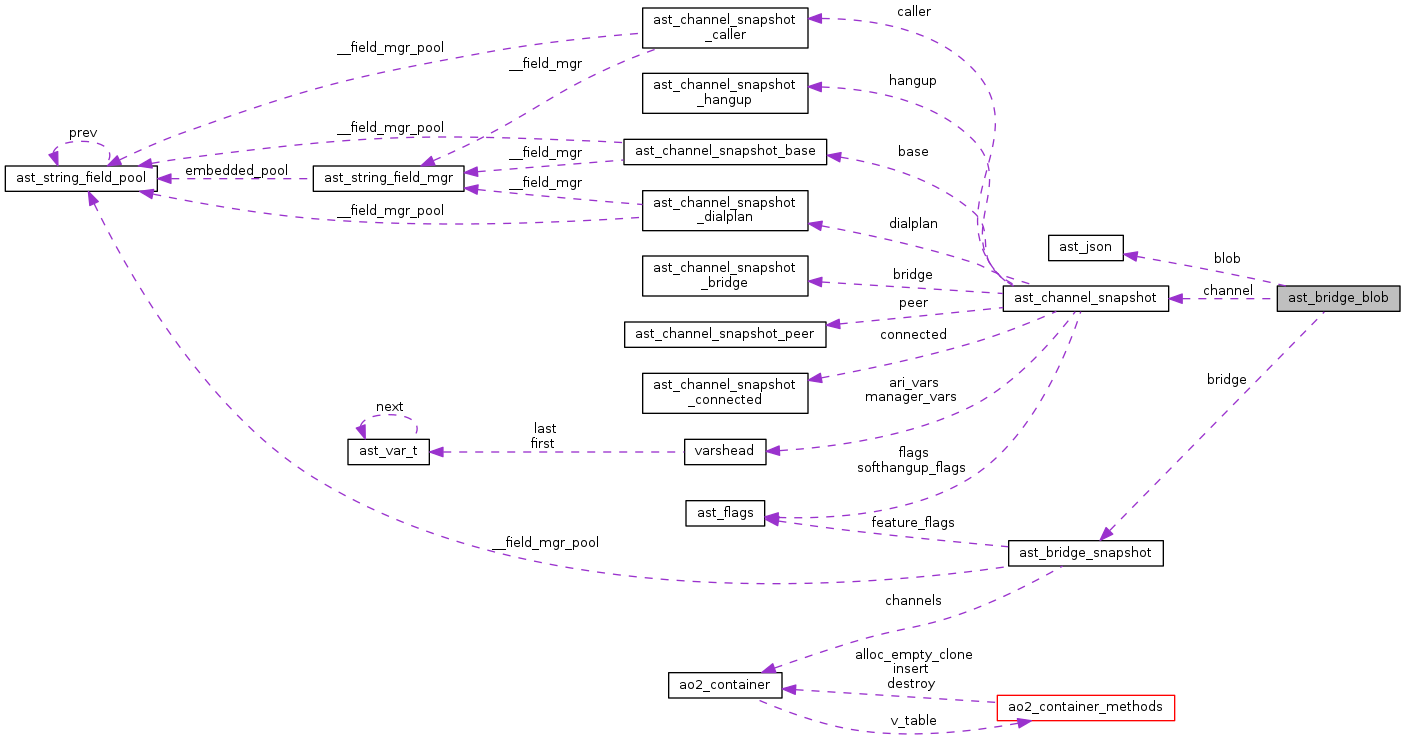 ast_channel_snapshot
_caller
caller
__field_mgr_pool
__field_mgr
ast_channel_snapshot
_hangup
hangup
prev
__field_mgr_pool
ast_channel_snapshot_base
base
__field_mgr
ast_string_field_pool
embedded_pool
ast_string_field_mgr
__field_mgr
__field_mgr_pool
ast_channel_snapshot
_dialplan
dialplan
ast_json
blob
ast_channel_snapshot
_bridge
bridge
ast_channel_snapshot
channel
ast_bridge_blob
peer
ast_channel_snapshot_peer
connected
ast_channel_snapshot
_connected
ari_vars
manager_vars
bridge
next
ast_var_t
last
first
varshead
flags
softhangup_flags
ast_flags
feature_flags
__field_mgr_pool
ast_bridge_snapshot
channels
ao2_container
alloc_empty_clone
insert
destroy
ao2_container_methods
v_table